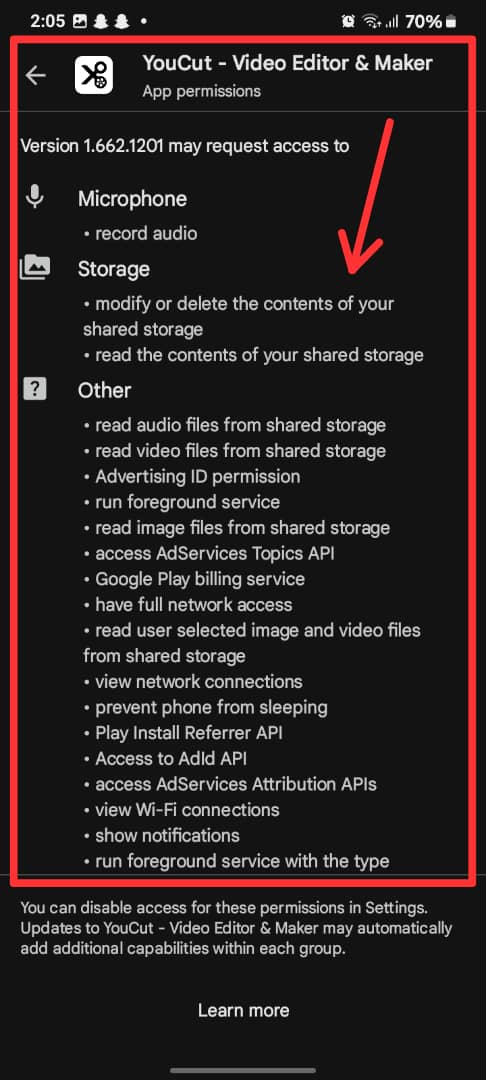 2:05
70%
YouCut - Video Editor & Maker
App permissions
Version 1.662.1201 may request access to
Microphone
• record audio
Storage
• modify or delete the contents of your
shared storage
• read the contents of your shared storage
?
Other
• read audio files from shared storage
• read video files from shared storage
• Advertising ID permission
• run foreground service
• read image files from shared storage
• access AdServices Topics API
• Google Play billing service
• have full network access
• read user selected image and video files
from shared storage
• view network connections
• prevent phone from sleeping
• Play Install Referrer API
• Access to AdId API
• access AdServices Attribution APIs
• view Wi-Fi connections
• show notifications
• run foreground service with the type
You can disable access for these permissions in Settings.
Updates to YouCut - Video Editor & Maker may automatically
add additional capabilities within each group.
Learn more